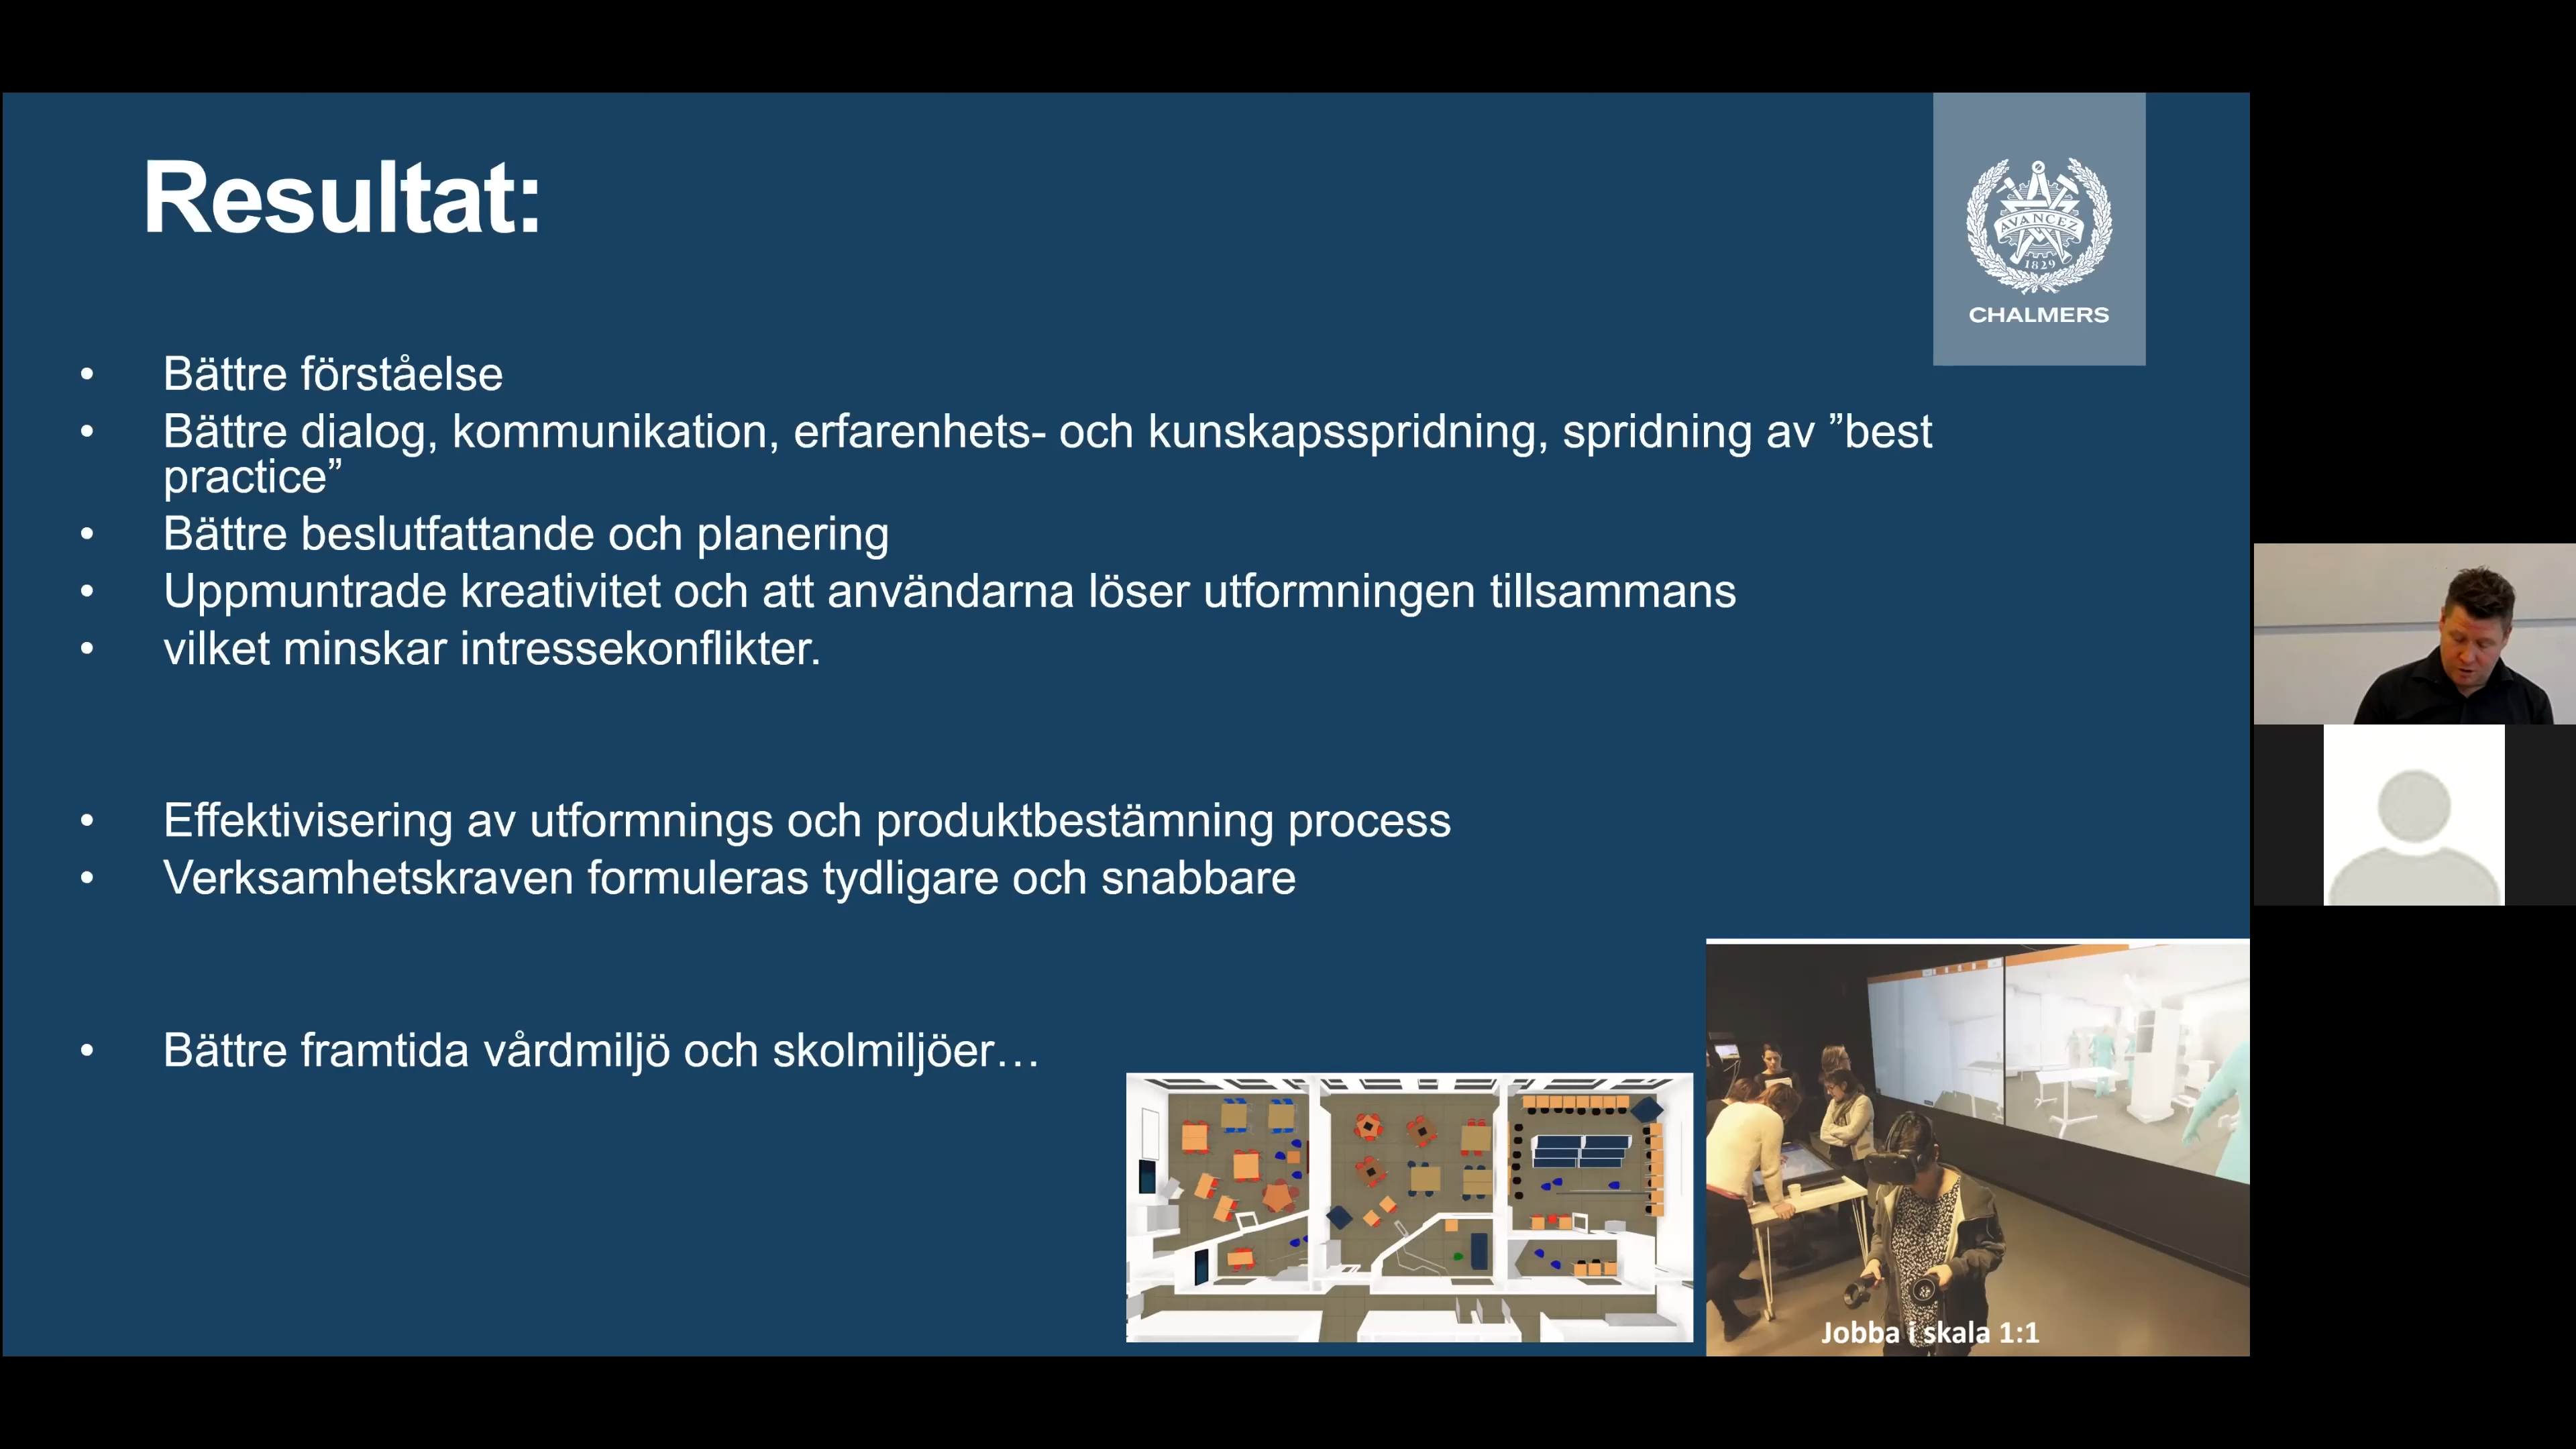 Resultat:
AVANCEZ
1829
CHALMERS
• Bättre förståelse
• Bättre dialog, kommunikation, erfarenhets- och kunskapsspridning, spridning av ”best
practice”
• Bättre beslutfattande och planering
• Uppmuntrade kreativitet och att användarna löser utformningen tillsammans
• vilket minskar intressekonflikter.
• Effektivisering av utformnings och produktbestämning process
• Verksamhetskraven formuleras tydligare och snabbare
• Bättre framtida vårdmiljö och skolmiljöer…
Jobba i skala 1:1